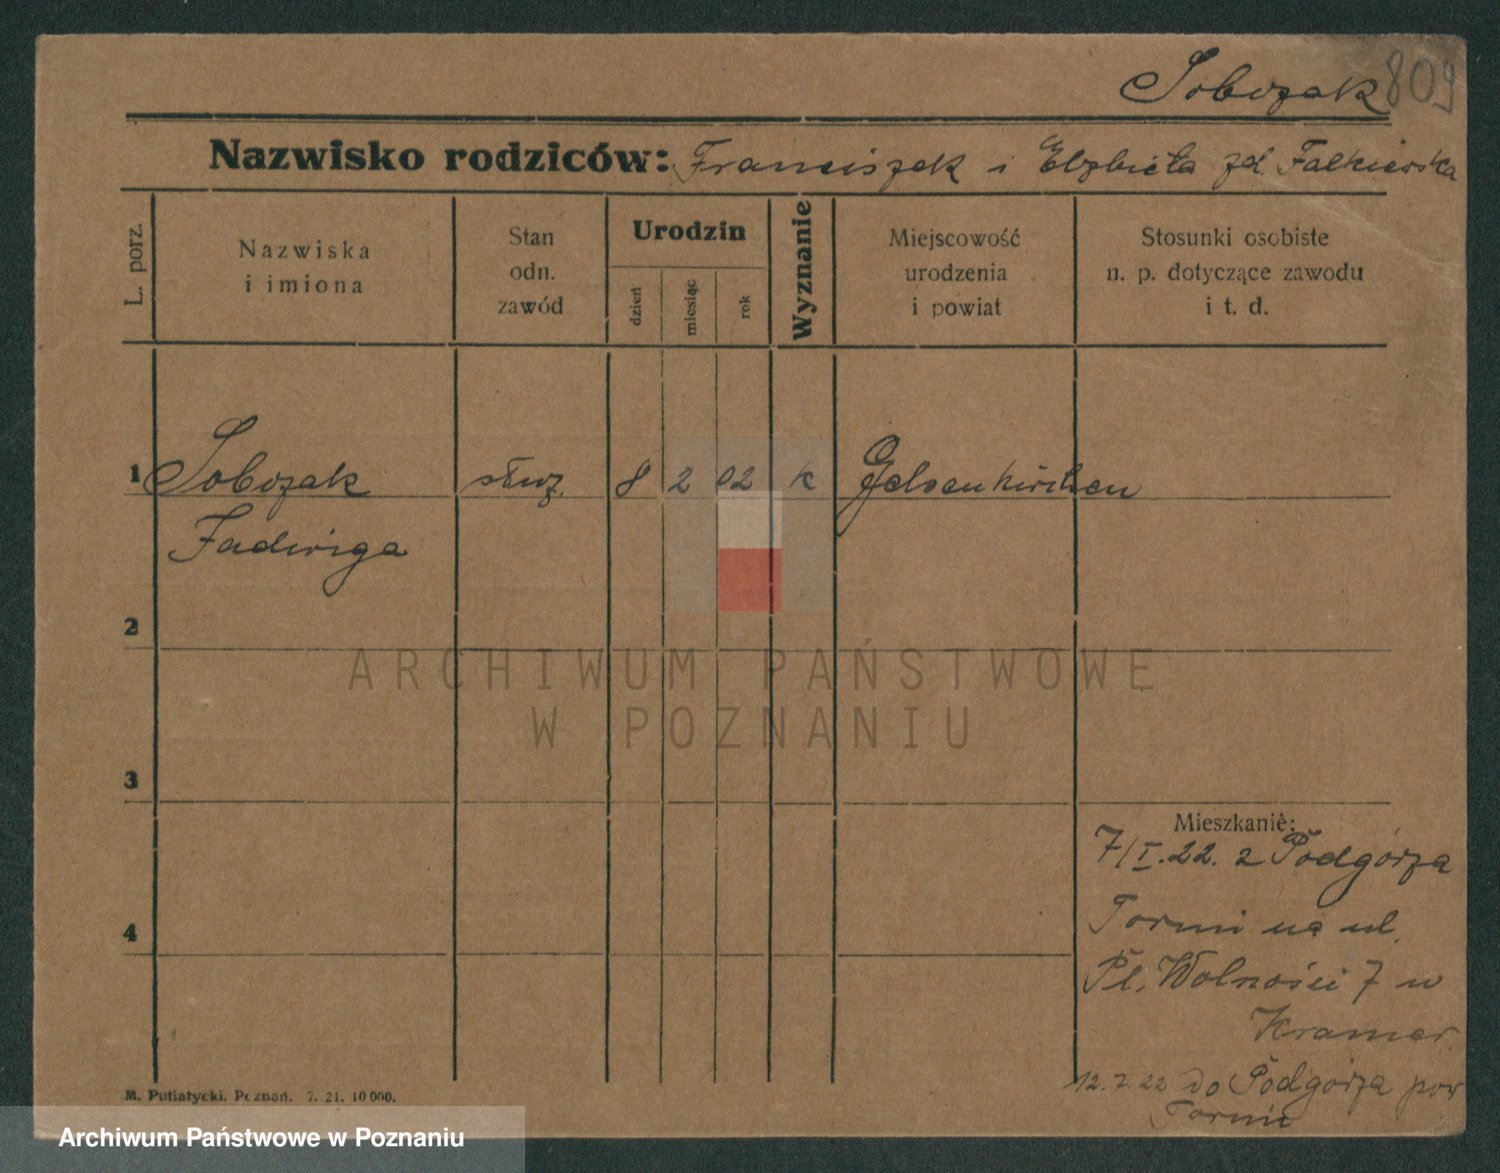 Sobczak 809
Nazwisko rodziców: Franciszek i Elzbieta zd. Falkiewska
L. porz.
Nazwiska
i imiona
Stan
odn.
zawód
Urodzin
dzień
miesiąc
rok
Wyznanie
Miejscowość
urodzenia
i powiat
Stosunki osobiste
n. p. dotyczące zawodu
i t. d.
1 Sobczak służ. 8 2 02 k Gelsenkirchen
Jadwiga
2
3
4
ARCHIWUM PAŃSTWOWE
W POZNANIU
Mieszkanie:
7/I.22. z Podgórza
Toruń na ul.
Pl. Wolności 7 u
Kramer.
12.7.22 do Podgórza pow
Toruń
M. Putiatycki. Poznań. 7. 21. 10 000.
Archiwum Państwowe w Poznaniu